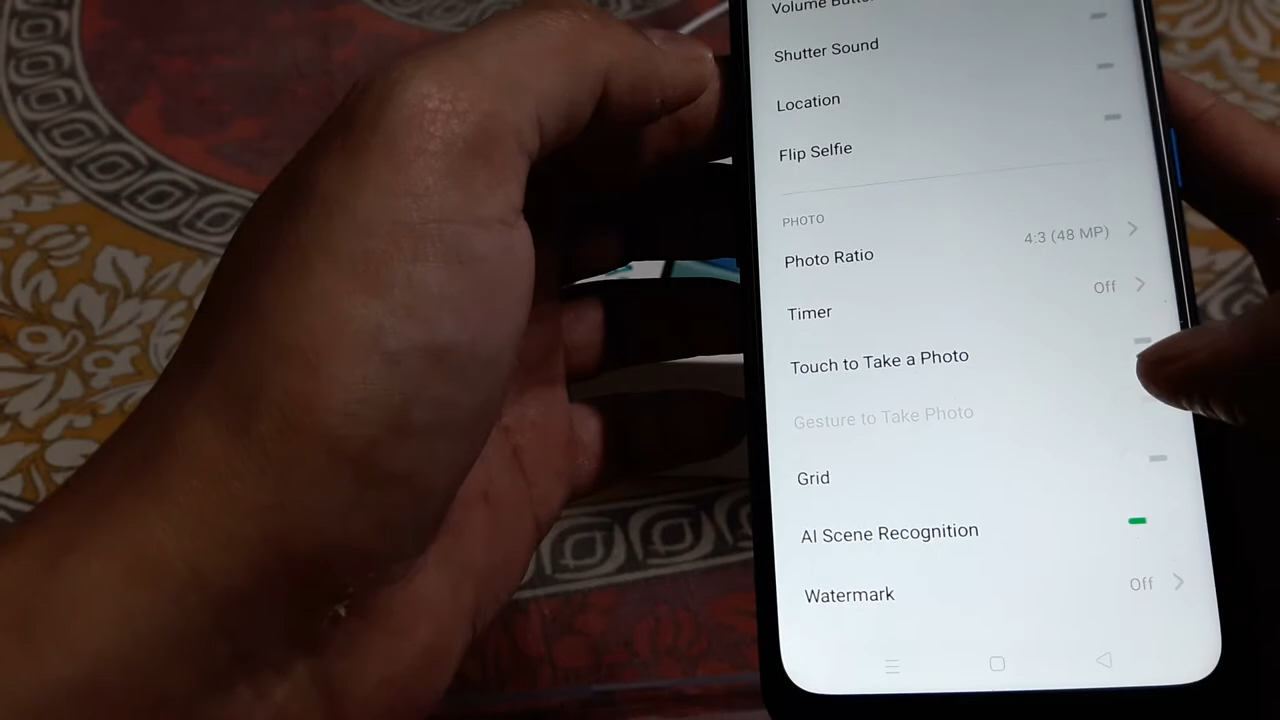 Volume
Shutter Sound
Location
Flip Selfie
PHOTO
Photo Ratio 4:3 (48 MP)
Timer Off
Touch to Take a Photo
Gesture to Take Photo
Grid
AI Scene Recognition
Watermark Off